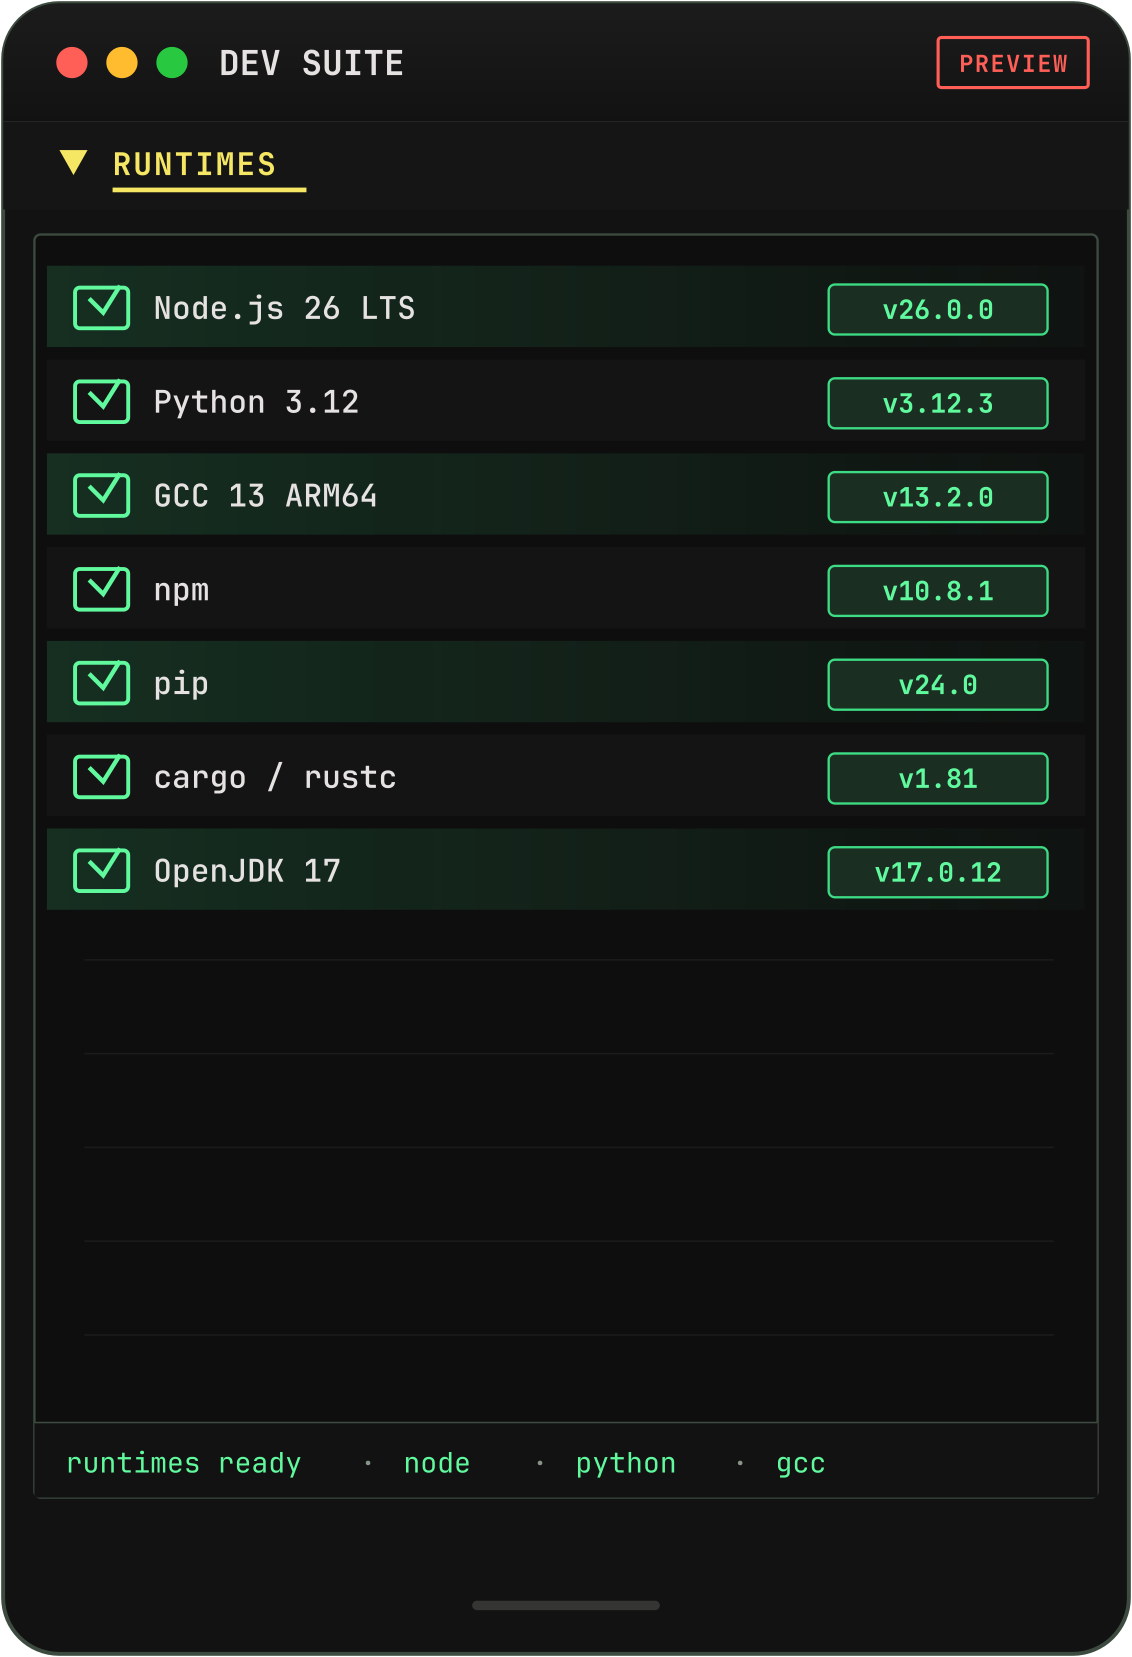 DEV SUITE PREVIEW
RUNTIMES
Node.js 26 LTS v26.0.0
Python 3.12 v3.12.3
GCC 13 ARM64 v13.2.0
npm v10.8.1
pip v24.0
cargo / rustc v1.81
OpenJDK 17 v17.0.12
runtimes ready · node · python · gcc